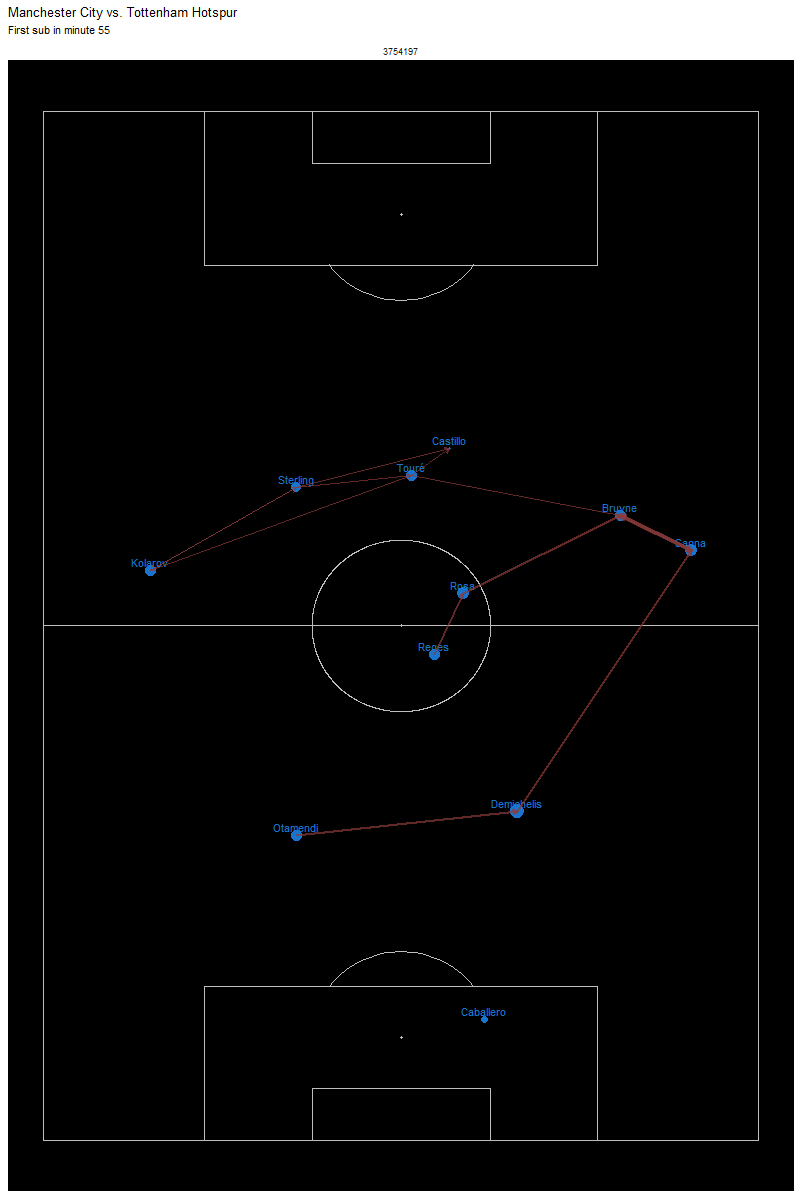 Manchester City vs. Tottenham Hotspur
First sub in minute 55
3754197
Castillo
Touré
Sterling
Bruyne
Sagna
Kolarov
Rosa
Reges
Demichelis
Otamendi
Caballero